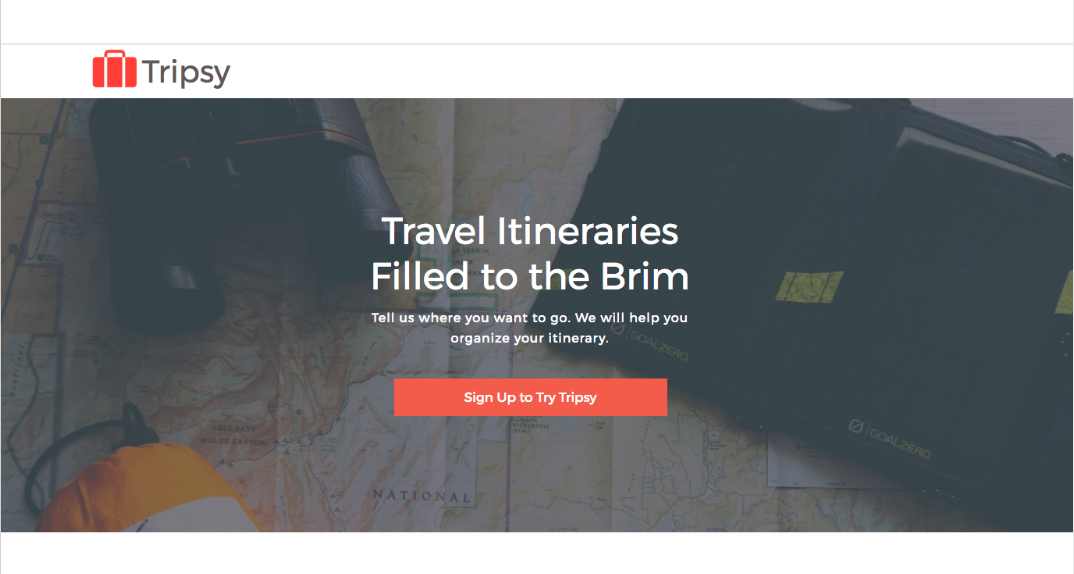 Tripsy
Travel Itineraries
Filled to the Brim
Tell us where you want to go. We will help you
organize your itinerary.
GOALZERO
Sign Up to Try Tripsy
GOALZERO
NATIONAL